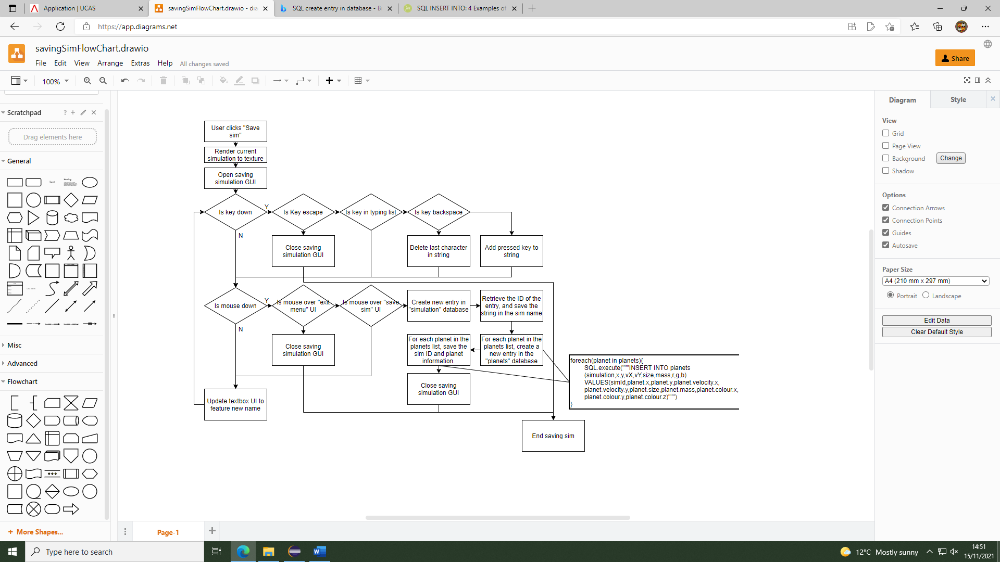 Application | UCAS
savingSimFlowChart.drawio - dia
SQL create entry in database - Bi
SQL INSERT INTO: 4 Examples of
https://app.diagrams.net
savingSimFlowChart.drawio
File Edit View Arrange Extras Help All changes saved
Share
100%
Scratchpad
?
Drag elements here
General
Text
Heading
List Item
Misc
Advanced
Flowchart
+ More Shapes...
User clicks "Save
sim"
Render current
simulation to texture
Open saving
simulation GUI
Is key down
Y
Is Key escape
Is key in typing list
Is key backspace
N
Close saving
simulation GUI
Delete last character
in string
Add pressed key to
string
Is mouse down
Y
Is mouse over "exit
menu" UI
Is mouse over "save
sim" UI
Create new entry in
"simulation" database
Retrieve the ID of the
entry, and save the
string in the sim name
N
Close saving
simulation GUI
For each planet in the
planets list, save the
sim ID and planet
information.
For each planet in the
planets list, create a
new entry in the
"planets" database
Close saving
simulation GUI
Update textbox UI to
feature new name
End saving sim
foreach(planet in planets){
SQL.execute("""INSERT INTO planets
(simulation,x,y,vX,vY,size,mass,r,g,b)
VALUES(simId,planet.x,planet.y,planet.velocity.x,
planet.velocity.y,planet.size,planet.mass,planet.colour.x,
planet.colour.y,planet.colour.z)""")
}
Diagram
Style
View
Grid
Page View
Background
Change
Shadow
Options
Connection Arrows
Connection Points
Guides
Autosave
Paper Size
A4 (210 mm x 297 mm)
Portrait Landscape
Edit Data
Clear Default Style
Page-1
Type here to search
12°C Mostly sunny
14:51
15/11/2021